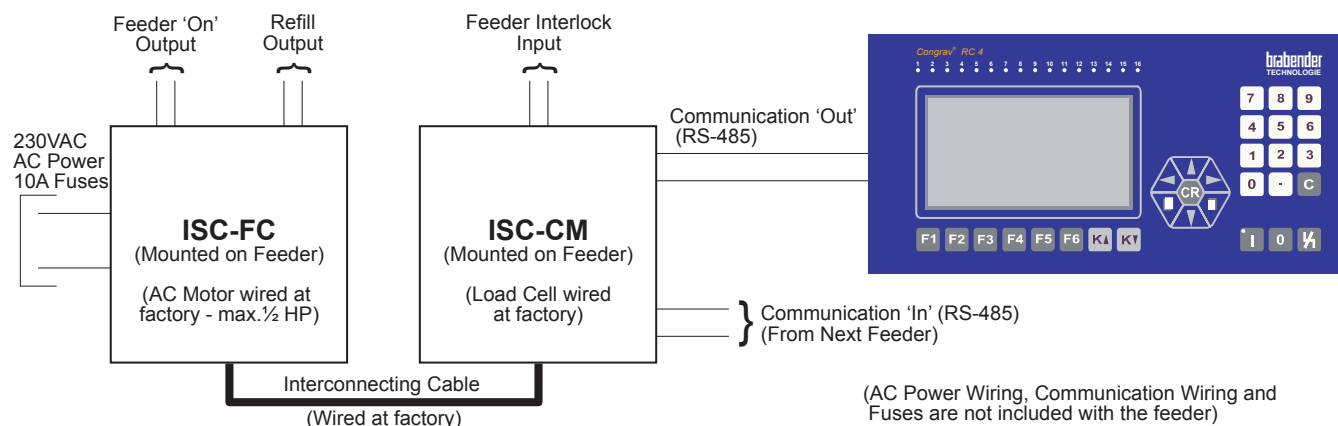 Feeder ‘On’
Output
Refill
Output
Feeder Interlock
Input
230VAC
AC Power
10A Fuses
ISC-FC
(Mounted on Feeder)
(AC Motor wired at
factory - max.½ HP)
ISC-CM
(Mounted on Feeder)
(Load Cell wired
at factory)
Interconnecting Cable
(Wired at factory)
Communication ‘Out’
(RS-485)
Communication ‘In’ (RS-485)
(From Next Feeder)
Congrav® RC 4
1 2 3 4 5 6 7 8 9 10 11 12 13 14 15 16
brabender
TECHNOLOGIE
7 8 9
4 5 6
1 2 3
0 - C
CR
F1 F2 F3 F4 F5 F6 K▲ K▼
I 0
(AC Power Wiring, Communication Wiring and
Fuses are not included with the feeder)